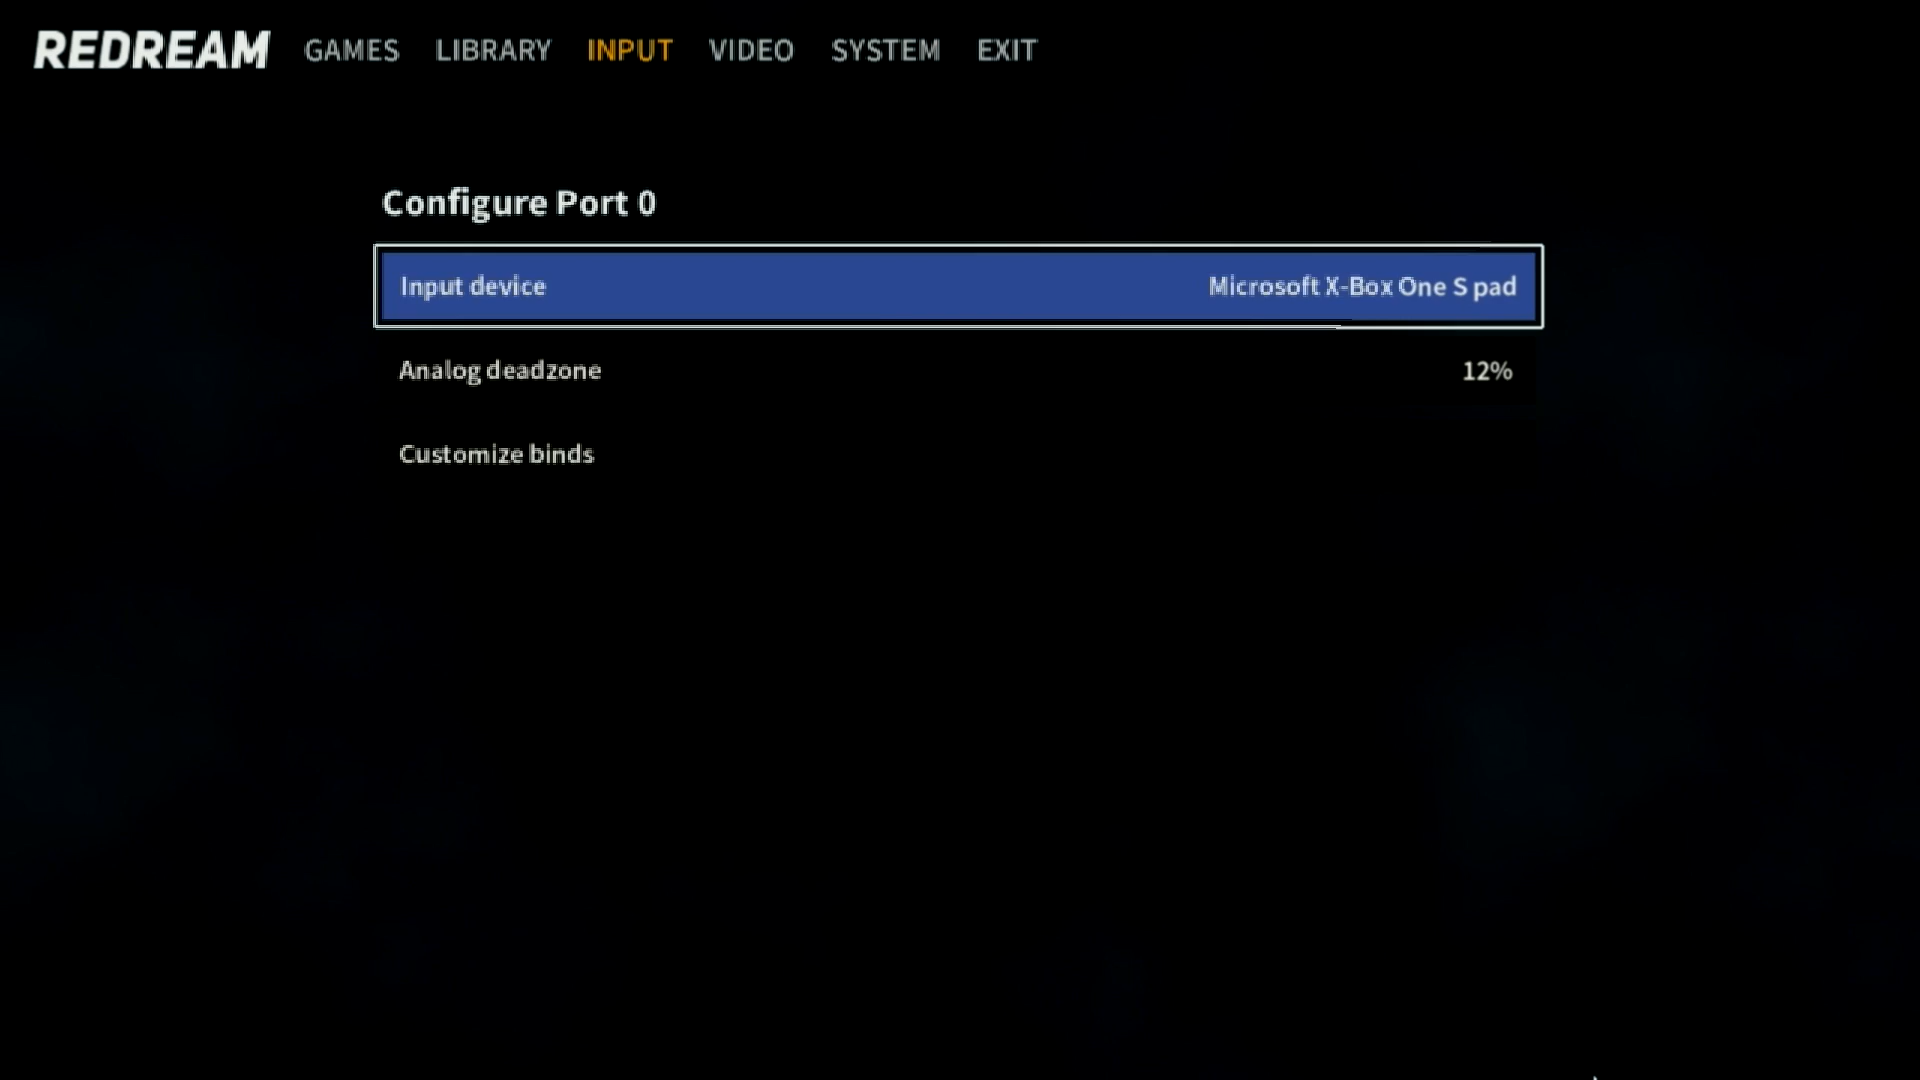 REDREAM GAMES LIBRARY INPUT VIDEO SYSTEM EXIT
Configure Port 0
Input device Microsoft X-Box One S pad
Analog deadzone 12%
Customize binds